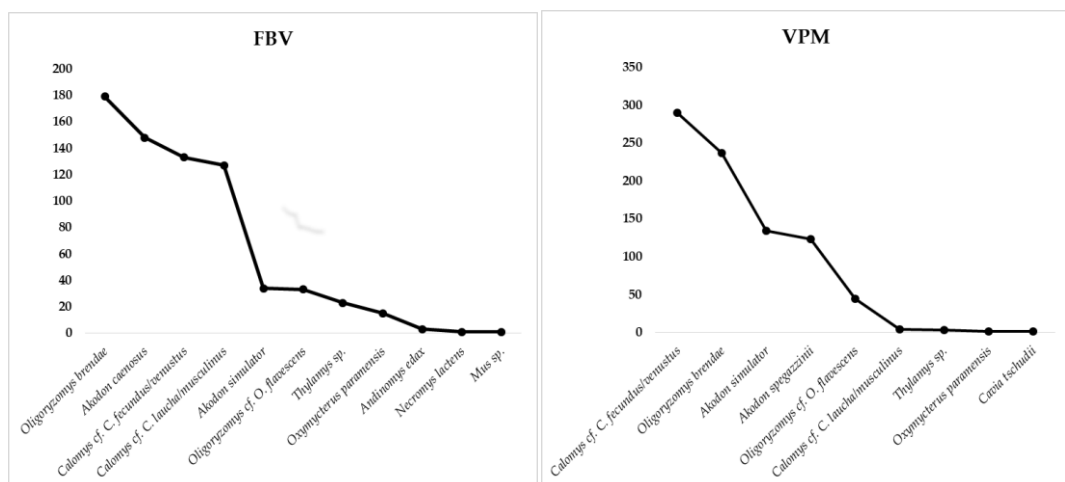 FBV
200
180
160
140
120
100
80
60
40
20
0
Oligoryzomys brendae
Akodon caenosus
Calomys cf. C. fecundus/venustus
Calomys cf. C. laucha/musculinus
Akodon simulator
Oligoryzomys cf. O. flavescens
Thylamys sp.
Oxymycterus paramensis
Andinomys edax
Necromys lactens
Mus sp.
VPM
350
300
250
200
150
100
50
0
Calomys cf. C. fecundus/venustus
Oligoryzomys brendae
Akodon simulator
Akodon spegazzinii
Oligoryzomys cf. O. flavescens
Calomys cf. C. laucha/musculinus
Thylamys sp.
Oxymycterus paramensis
Cavia tschudii